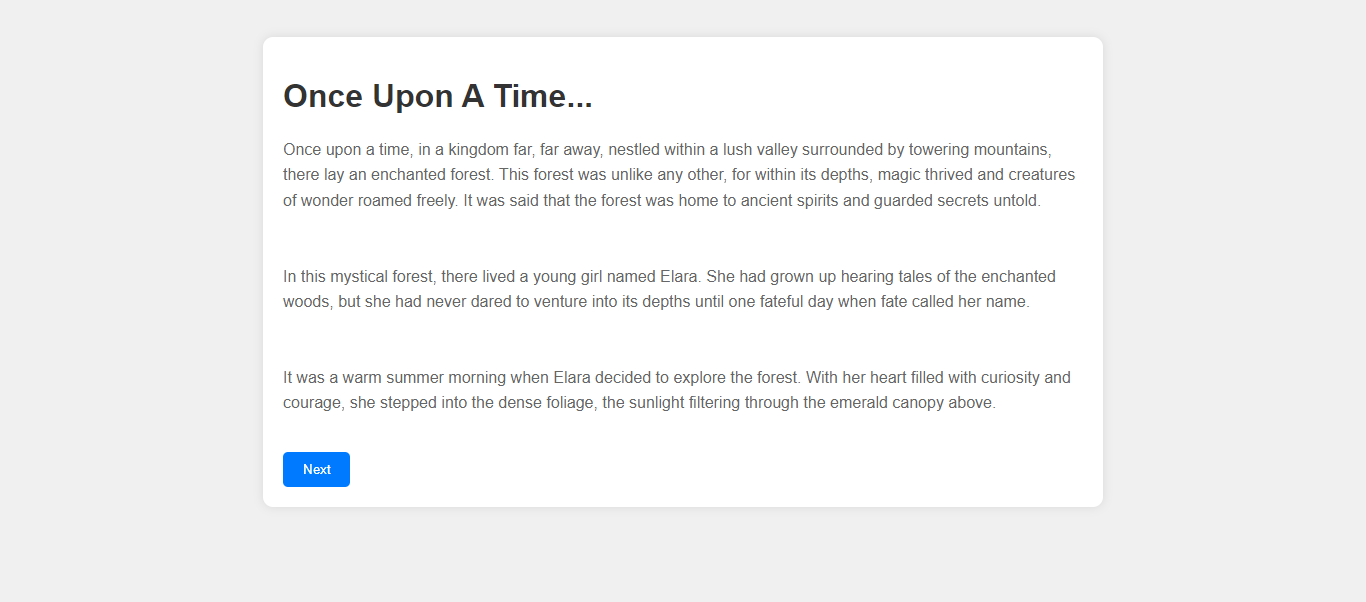 Once Upon A Time...
Once upon a time, in a kingdom far, far away, nestled within a lush valley surrounded by towering mountains,
there lay an enchanted forest. This forest was unlike any other, for within its depths, magic thrived and creatures
of wonder roamed freely. It was said that the forest was home to ancient spirits and guarded secrets untold.
In this mystical forest, there lived a young girl named Elara. She had grown up hearing tales of the enchanted
woods, but she had never dared to venture into its depths until one fateful day when fate called her name.
It was a warm summer morning when Elara decided to explore the forest. With her heart filled with curiosity and
courage, she stepped into the dense foliage, the sunlight filtering through the emerald canopy above.
Next